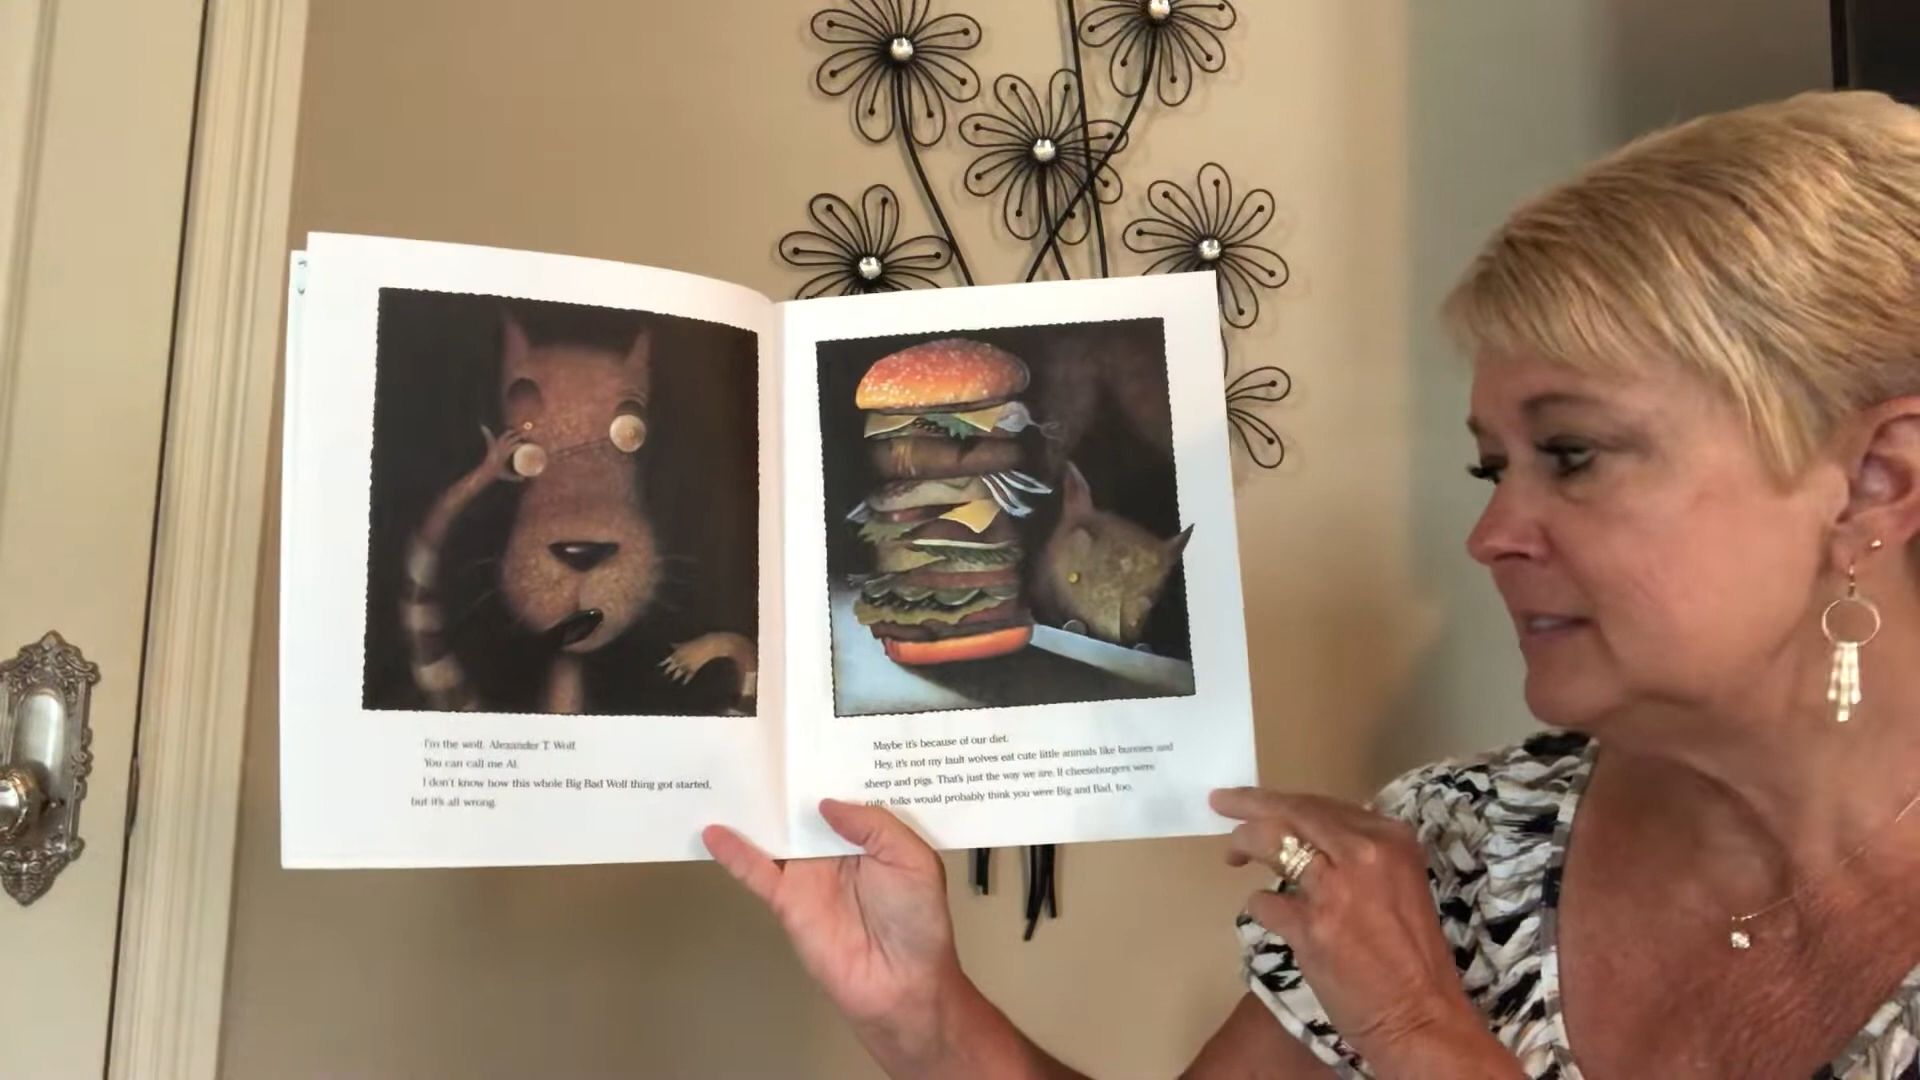 I'm the wolf. Alexander T. Wolf.
You can call me Al.
I don't know how this whole Big Bad Wolf thing got started,
but it's all wrong.
Maybe it's because of our diet.
Hey, it's not my fault wolves eat cute little animals like bunnies and
sheep and pigs. That's just the way we are. If cheeseburgers were
cute, folks would probably think you were Big and Bad, too.